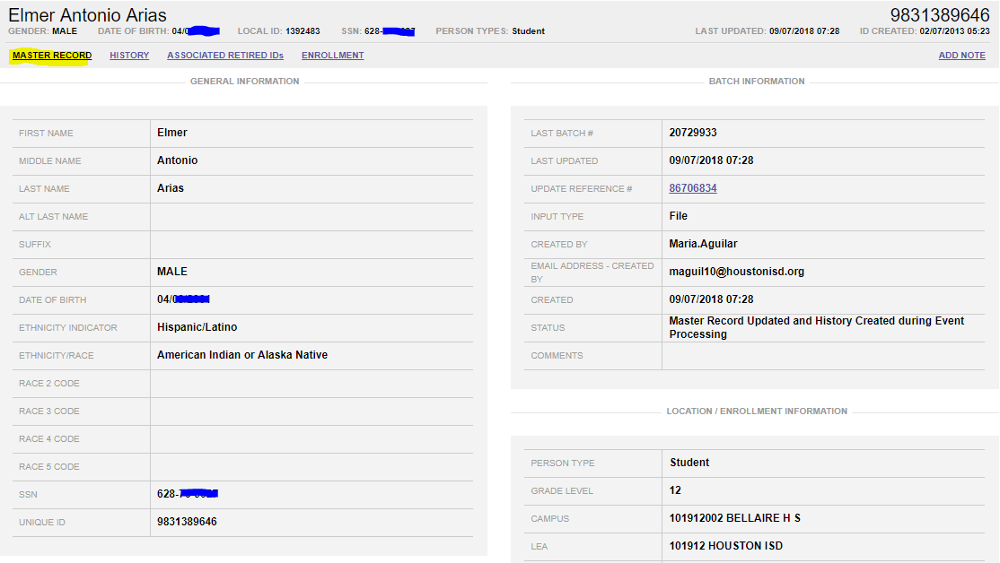 Elmer Antonio Arias
9831389646
GENDER: MALE DATE OF BIRTH: 04/ LOCAL ID: 1392483 SSN: 628- PERSON TYPES: Student LAST UPDATED: 09/07/2018 07:28 ID CREATED: 02/07/2013 05:23
MASTER RECORD HISTORY ASSOCIATED RETIRED IDs ENROLLMENT ADD NOTE
GENERAL INFORMATION
FIRST NAME Elmer
MIDDLE NAME Antonio
LAST NAME Arias
ALT LAST NAME
SUFFIX
GENDER MALE
DATE OF BIRTH 04/
ETHNICITY INDICATOR Hispanic/Latino
ETHNICITY/RACE American Indian or Alaska Native
RACE 2 CODE
RACE 3 CODE
RACE 4 CODE
RACE 5 CODE
SSN 628-
UNIQUE ID 9831389646
BATCH INFORMATION
LAST BATCH # 20729933
LAST UPDATED 09/07/2018 07:28
UPDATE REFERENCE # 86706834
INPUT TYPE File
CREATED BY Maria.Aguilar
EMAIL ADDRESS - CREATED
BY maguil10@houstonisd.org
CREATED 09/07/2018 07:28
STATUS Master Record Updated and History Created during Event
Processing
COMMENTS
LOCATION / ENROLLMENT INFORMATION
PERSON TYPE Student
GRADE LEVEL 12
CAMPUS 101912002 BELLAIRE H S
LEA 101912 HOUSTON ISD